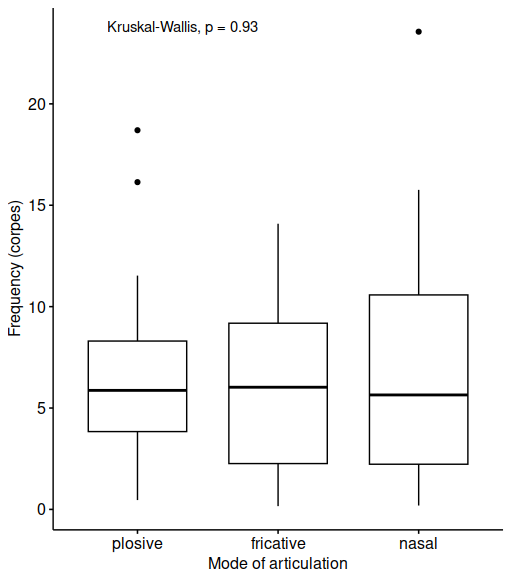 Kruskal-Wallis, p = 0.93
Frequency (corpes)
20
15
10
5
0
plosive fricative nasal
Mode of articulation